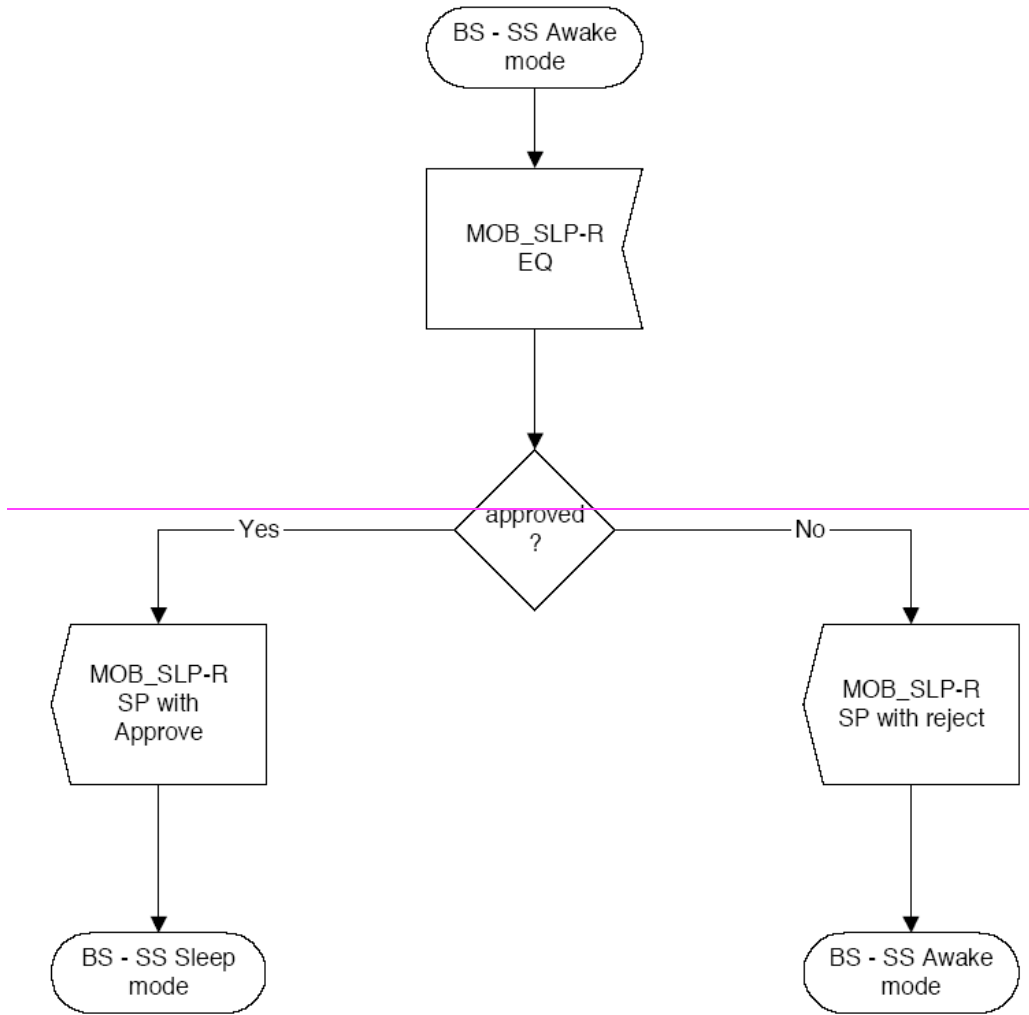 BS - SS Awake
mode
MOB_SLP-R
EQ
approved
?
Yes
No
MOB_SLP-R
SP with
Approve
MOB_SLP-R
SP with reject
BS - SS Sleep
mode
BS - SS Awake
mode